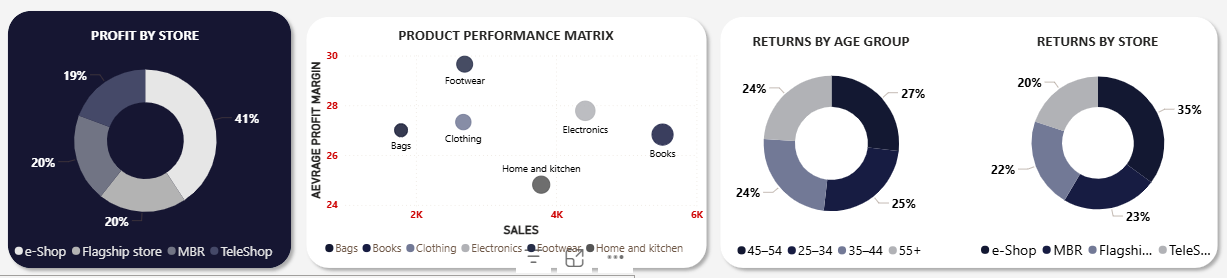 PROFIT BY STORE
19%
41%
20%
20%
e-Shop Flagship store MBR TeleShop
PRODUCT PERFORMANCE MATRIX
AEVRAGE PROFIT MARGIN
30
28
26
24
Footwear
Bags
Clothing
Electronics
Books
Home and kitchen
2K 4K 6K
SALES
Bags Books Clothing Electronics Footwear Home and kitchen
RETURNS BY AGE GROUP
24%
27%
24%
25%
45–54 25–34 35–44 55+
RETURNS BY STORE
20%
35%
22%
23%
e-Shop MBR Flagshi... TeleS...